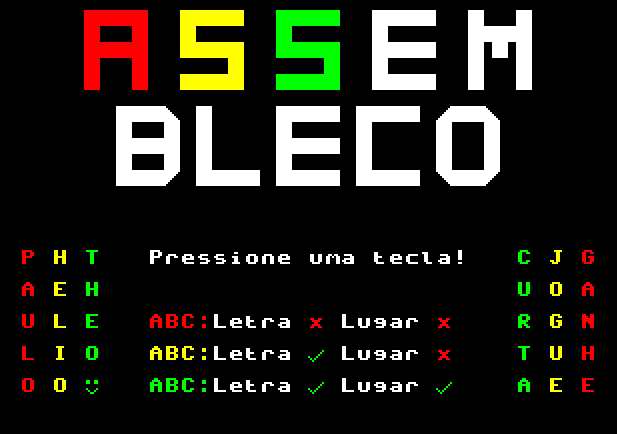 ASSEM
BLECO
P H T Pressione uma tecla! C J G
A E H U O A
U L E ABC:Letra x Lugar x R G N
L I O ABC:Letra ✓ Lugar x T U H
O O ABC:Letra ✓ Lugar ✓ A E E